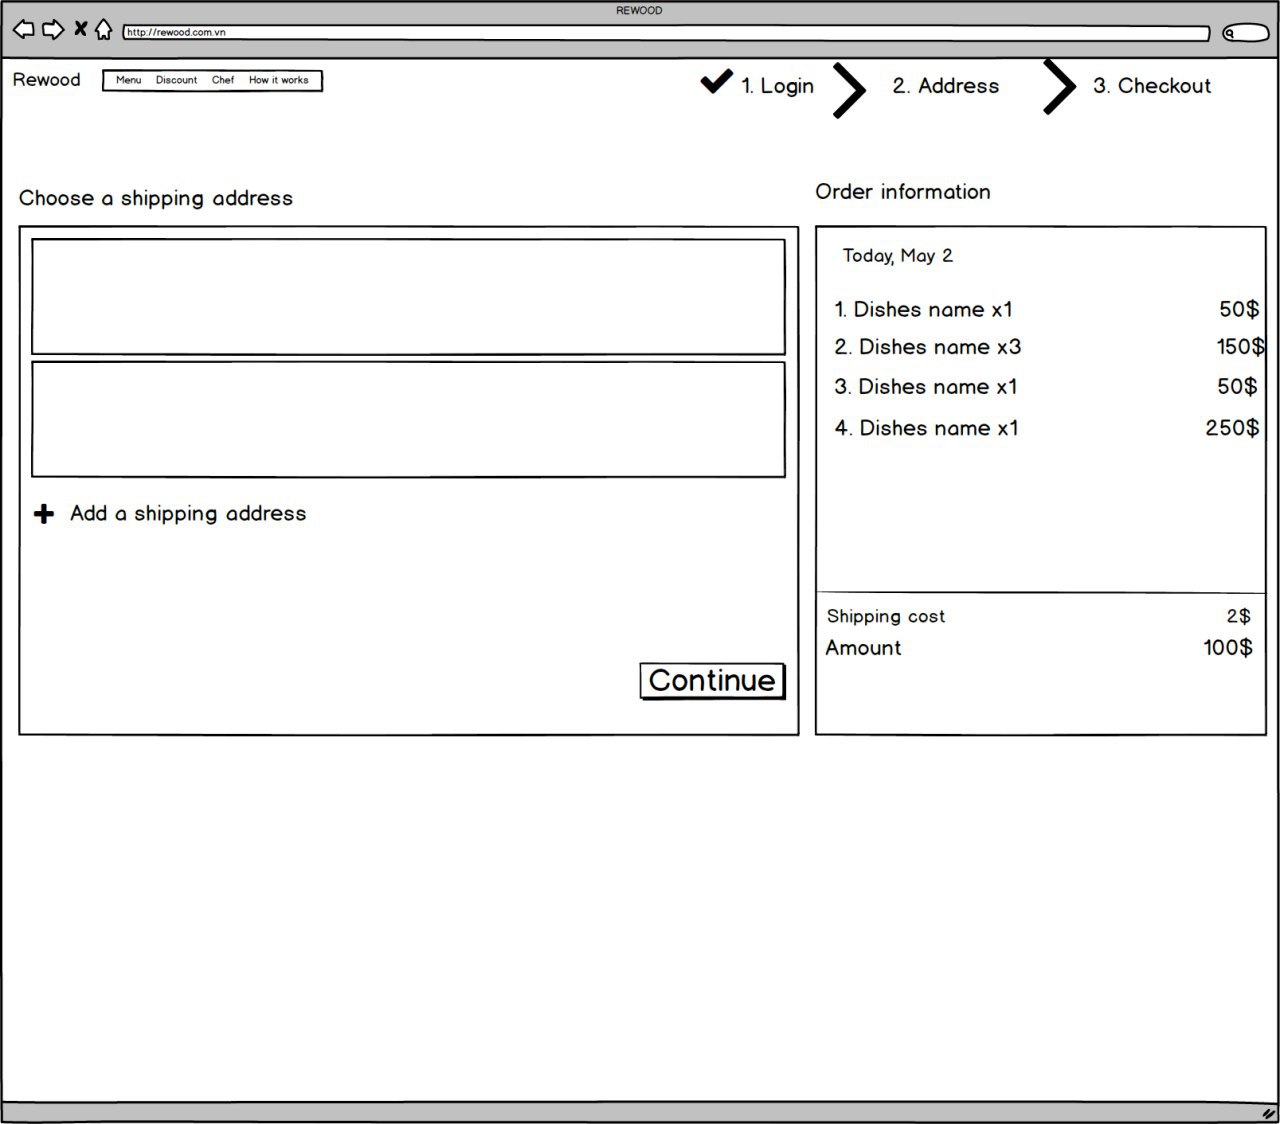 REWOOD
http://rewood.com.vn
Rewood
Menu Discount Chef How it works
1. Login 2. Address 3. Checkout
Choose a shipping address
Add a shipping address
Continue
Order information
Today, May 2
1. Dishes name x1 50$
2. Dishes name x3 150$
3. Dishes name x1 50$
4. Dishes name x1 250$
Shipping cost 2$
Amount 100$